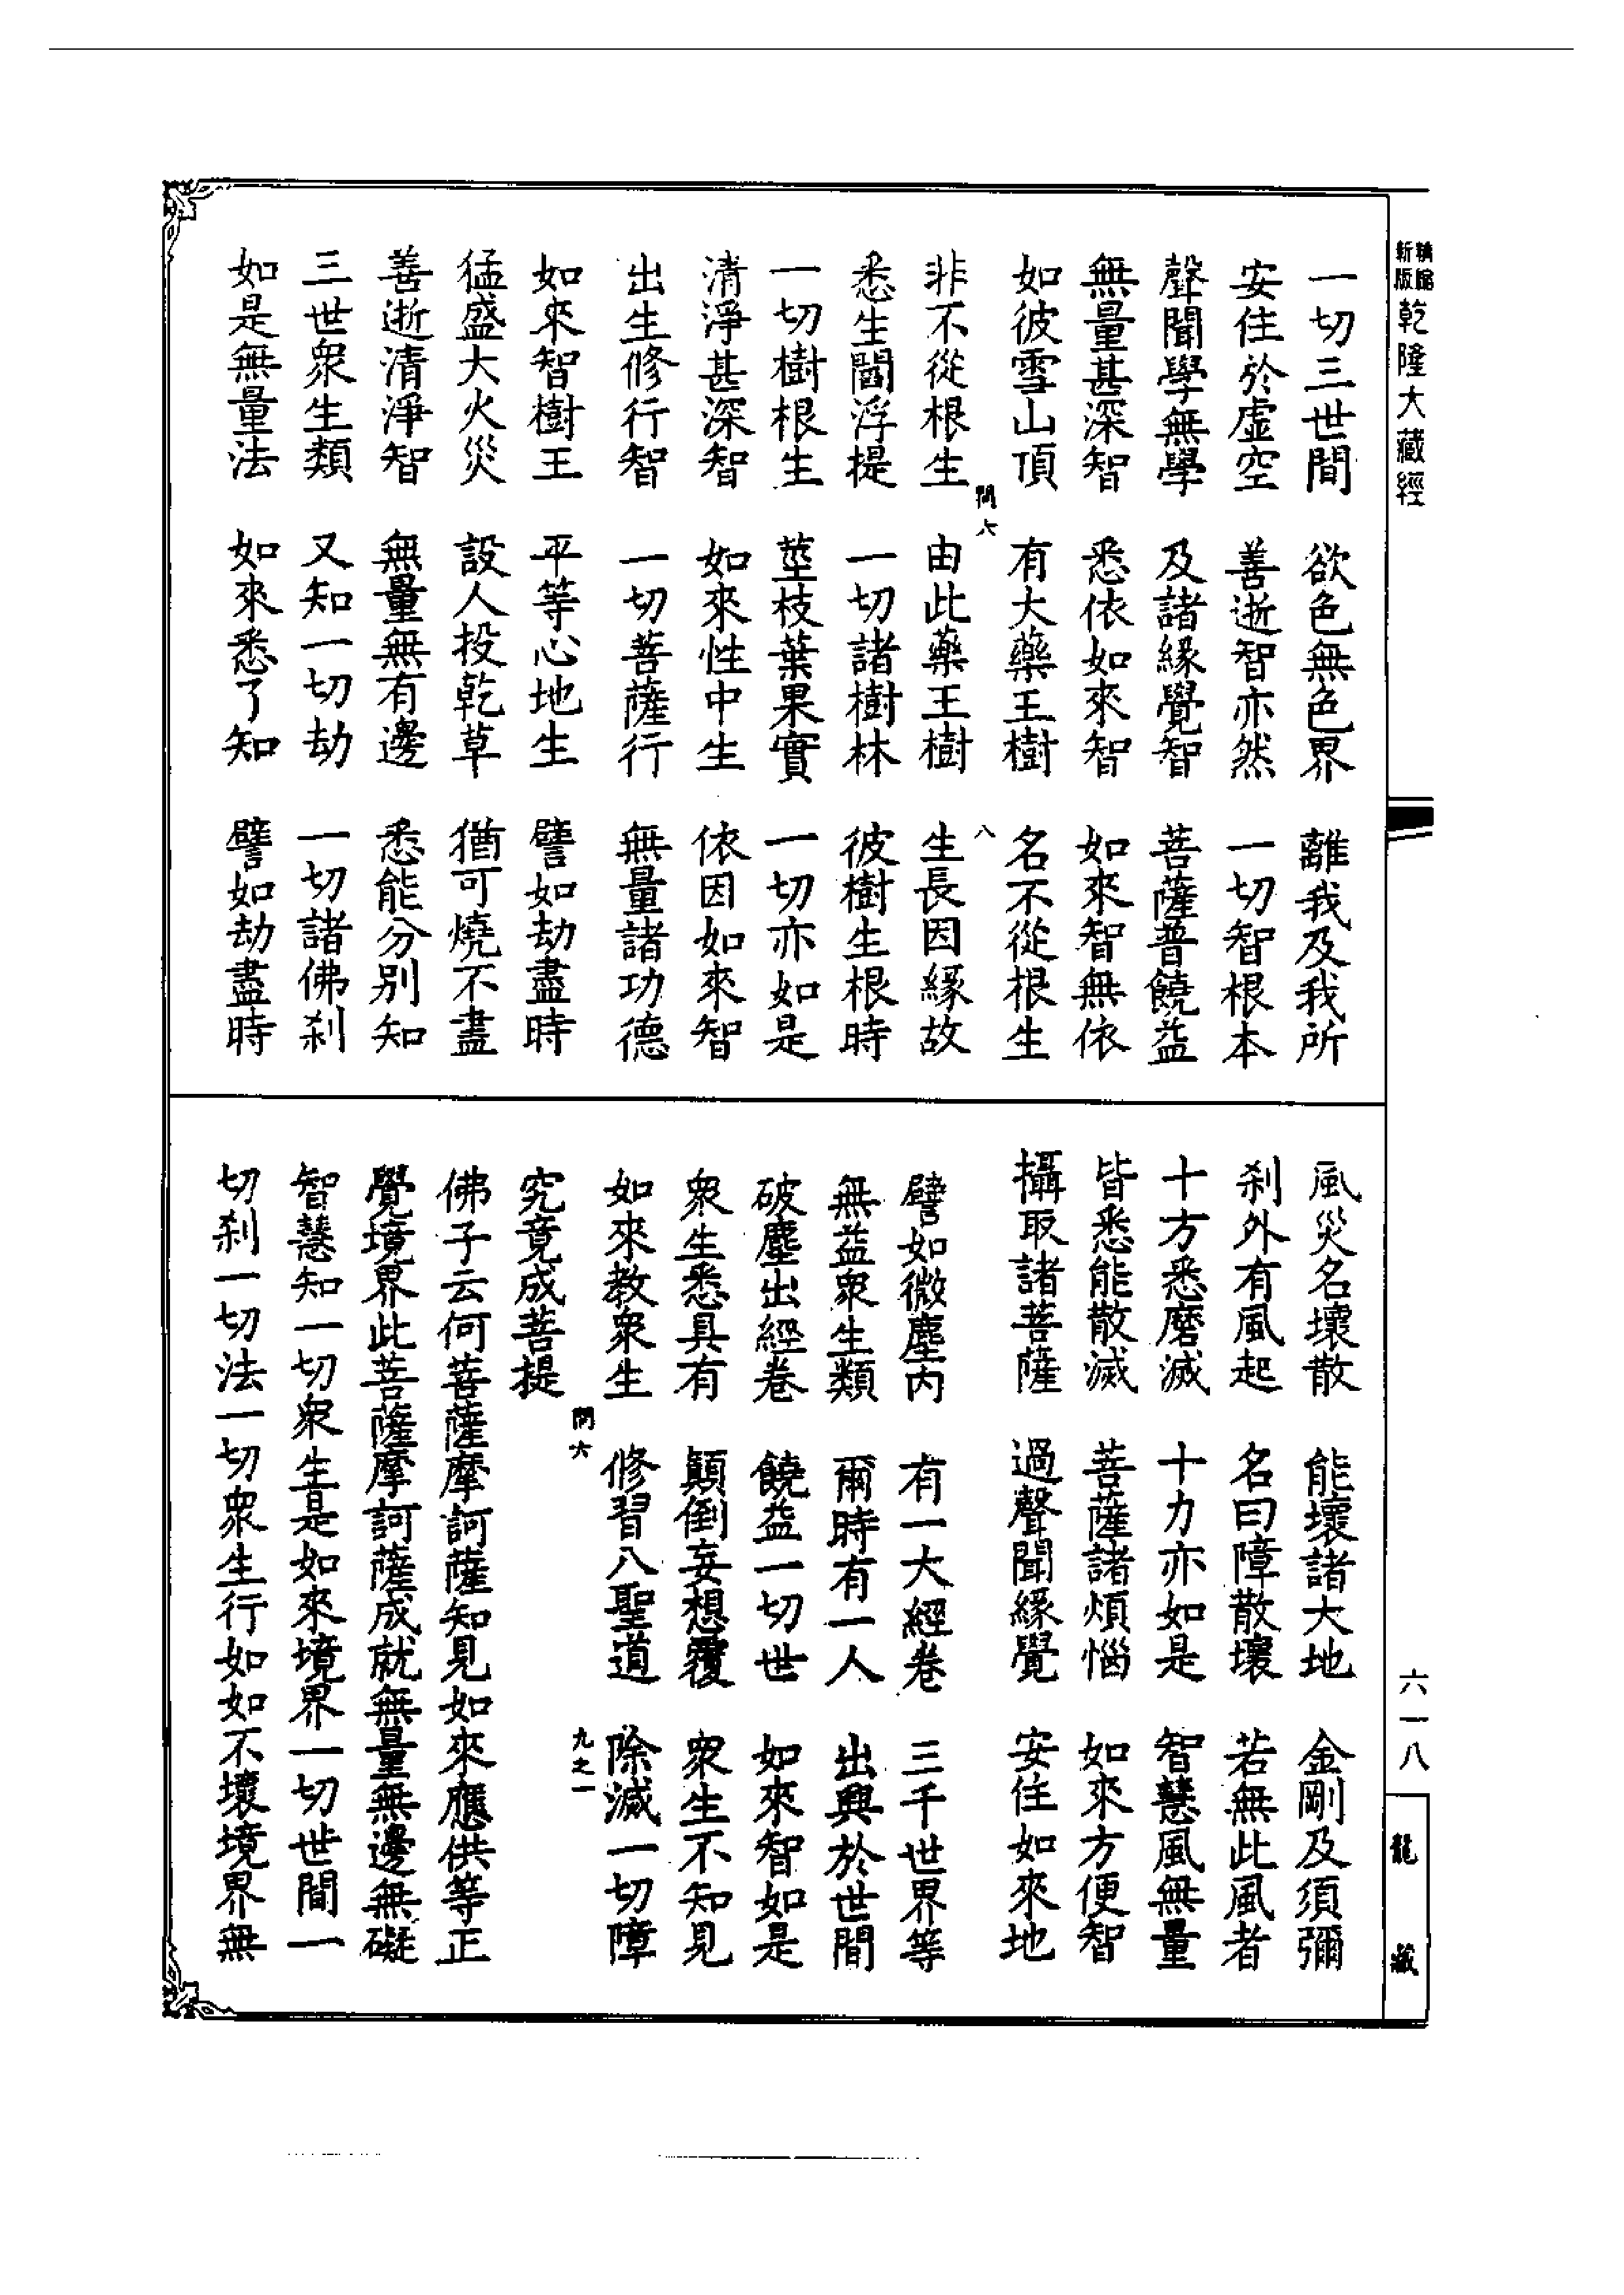 新版 精縮 乾隆大藏經
一切三世間 欲色無色界 離我及我所
安住於虛空 善逝智亦然 一切智根本
聲聞學無學 及諸緣覺智 菩薩普饒益
無量甚深智 悉依如來智 如來智無依
如彼雪山頂 有大藥王樹 名不從根生
問六 八
非不從根生 由此藥王樹 生長因緣故
悉生閻浮提 一切諸樹林 彼樹生根時
一切樹根生 莖枝葉果實 一切亦如是
清淨甚深智 如來性中生 依因如來智
出生修行智 一切菩薩行 無量諸功德
如來智樹王 平等心地生 譬如劫盡時
猛盛大火災 設人投乾草 猶可燒不盡
善逝清淨智 無量無有邊 悉能分別知
三世衆生類 又知一切劫 一切諸佛刹
如是無量法 如來悉了知 譬如劫盡時
風災名壞散 能壞諸大地 金剛及須彌
刹外有風起 名曰障散壞 若無此風者
十方悉磨滅 十力亦如是 智慧風無量
皆悉能散滅 菩薩諸煩惱 如來方便智
攝取諸菩薩 過聲聞緣覺 安住如來地
譬如微塵內 有一大經卷 三千世界等
無益衆生類 爾時有一人 出興於世間
破塵出經卷 饒益一切世 如來智如是
衆生悉具有 顛倒妄想覆 衆生不知見
如來教衆生 修習八聖道 除滅一切障
問六 九之一
究竟成菩提
佛子云何菩薩摩訶薩知見如來應供等正
覺境界此菩薩摩訶薩成就無量無邊無礙
智慧知一切衆生是如來境界一切世間一
切刹一切法一切衆生行如如不壞境界無
六一八
龍藏